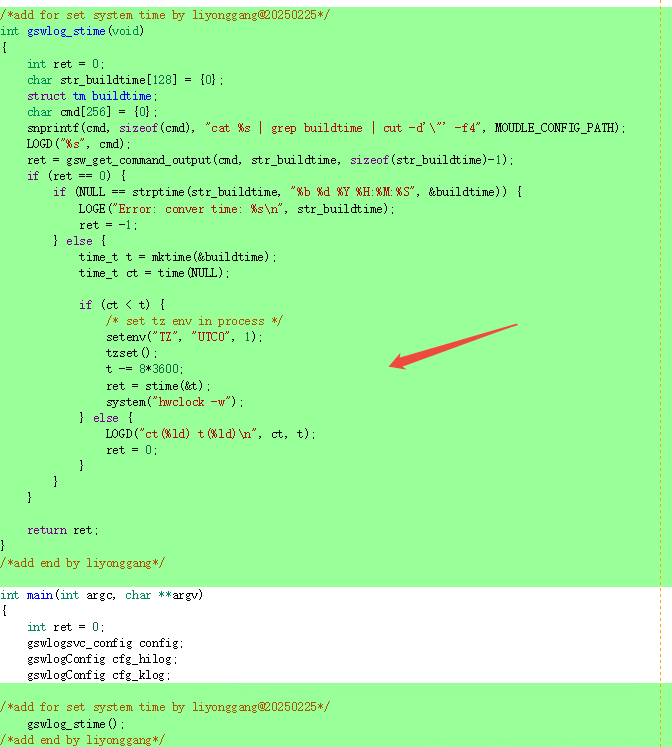 /*add for set system time by liyonggang@20250225*/
int gswlog_stime(void)
{
    int ret = 0;
    char str_buildtime[128] = {0};
    struct tm buildtime;
    char cmd[256] = {0};
    snprintf(cmd, sizeof(cmd), "cat %s | grep buildtime | cut -d'\"' -f4", MOUDLE_CONFIG_PATH);
    LOGD("%s", cmd);
    ret = gsw_get_command_output(cmd, str_buildtime, sizeof(str_buildtime)-1);
    if (ret == 0) {
        if (NULL == strptime(str_buildtime, "%b %d %Y %H:%M:%S", &buildtime)) {
            LOGE("Error: conver time: %s\n", str_buildtime);
            ret = -1;
        } else {
            time_t t = mktime(&buildtime);
            time_t ct = time(NULL);

            if (ct < t) {
                /* set tz env in process */
                setenv("TZ", "UTC0", 1);
                tzset();
                t -= 8*3600;
                ret = stime(&t);
                system("hwclock -w");
            } else {
                LOGD("ct(%ld) t(%ld)\n", ct, t);
                ret = 0;
            }
        }
    }

    return ret;
}
/*add end by liyonggang*/

int main(int argc, char **argv)
{
    int ret = 0;
    gswlogsvc_config config;
    gswlogConfig cfg_hilog;
    gswlogConfig cfg_klog;

/*add for set system time by liyonggang@20250225*/
    gswlog_stime();
/*add end by liyonggang*/